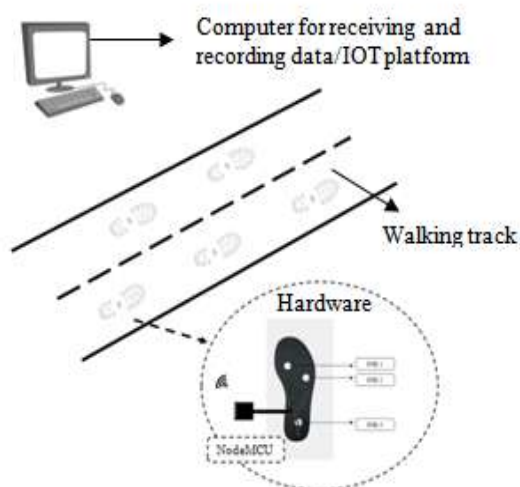 Computer for receiving and
recording data/IOT platform
Walking track
Hardware
NodeMCU